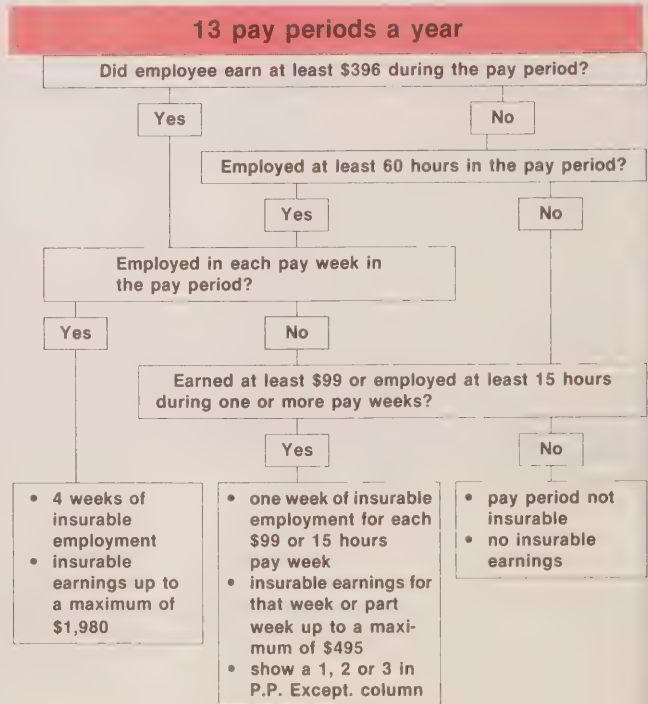 13 pay periods a year
Did employee earn at least $396 during the pay period?
Yes
No
Employed at least 60 hours in the pay period?
Yes
No
Employed in each pay week in
the pay period?
Yes
No
Earned at least $99 or employed at least 15 hours
during one or more pay weeks?
Yes
No
• 4 weeks of
insurable
employment
• insurable
earnings up to
a maximum of
$1,980
• one week of insurable
employment for each
$99 or 15 hours
pay week
• insurable earnings for
that week or part
week up to a maxi-
mum of $495
• show a 1, 2 or 3 in
P.P. Except. column
• pay period not
insurable
• no insurable
earnings